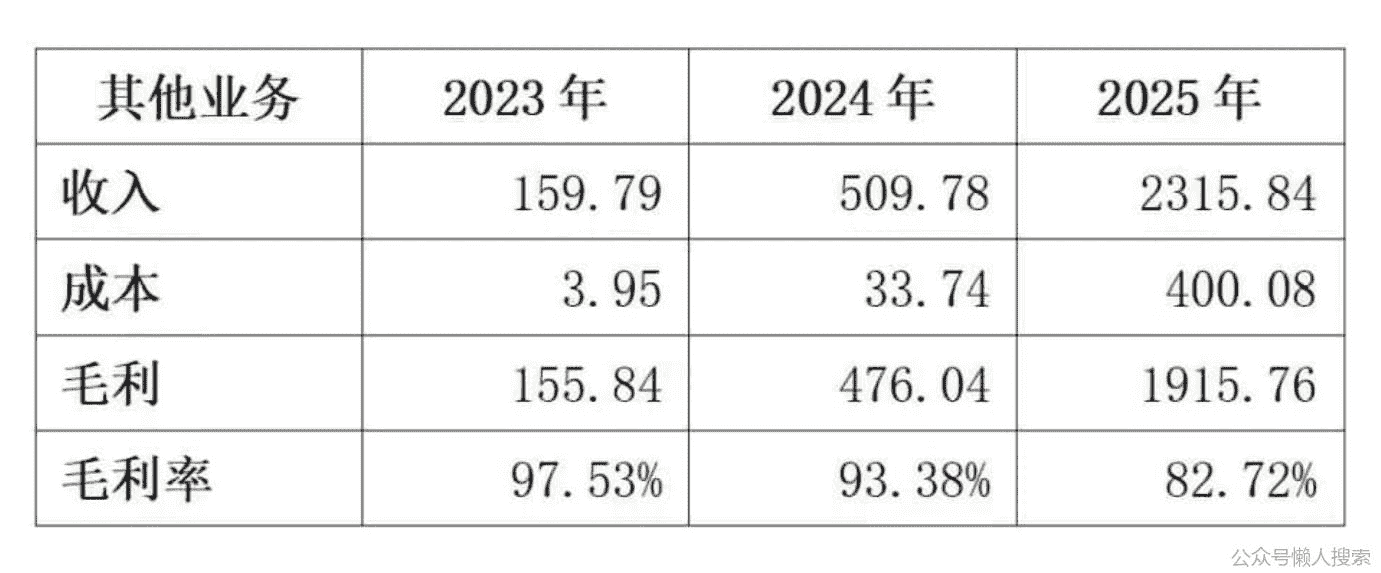 其他业务 2023 年 2024 年 2025 年
收入 159.79 509.78 2315.84
成本 3.95 33.74 400.08
毛利 155.84 476.04 1915.76
毛利率 97.53% 93.38% 82.72%
公众号懒人搜索